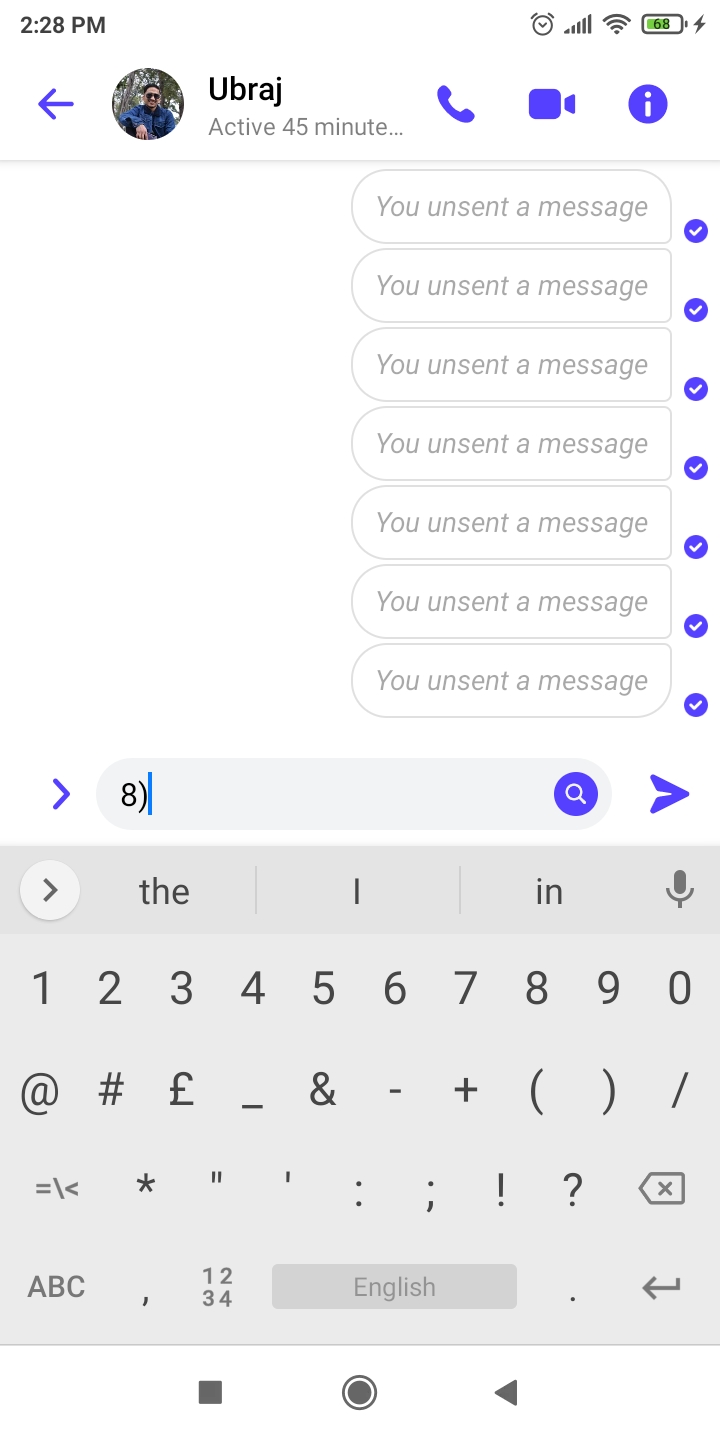 2:28 PM
68
Ubraj
Active 45 minute...
You unsent a message
You unsent a message
You unsent a message
You unsent a message
You unsent a message
You unsent a message
You unsent a message
8)
the I in
1 2 3 4 5 6 7 8 9 0
@ # £ _ & - + ( ) /
=\< * " ' : ; ! ?
ABC , 12 34 English .